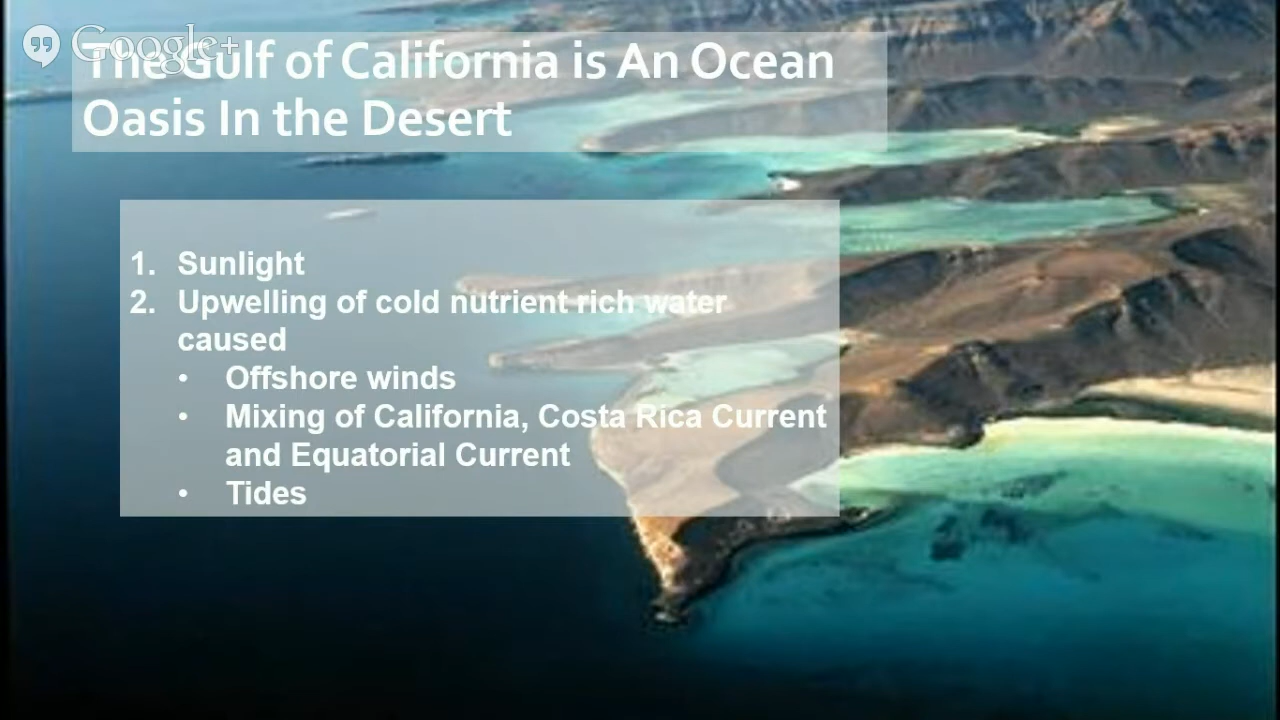 Google+
The Gulf of California is An Ocean
Oasis In the Desert
1. Sunlight
2. Upwelling of cold nutrient rich water
caused
• Offshore winds
• Mixing of California, Costa Rica Current
and Equatorial Current
• Tides